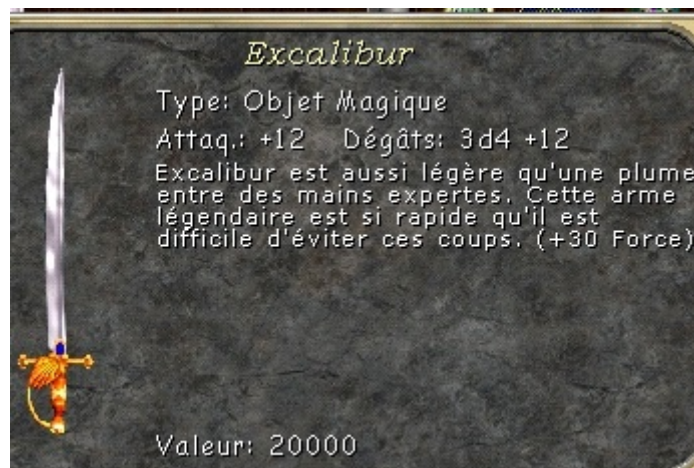 Excalibur
Type: Objet Magique
Attaq.: +12 Dégâts: 3d4 +12
Excalibur est aussi légère qu'une plume
entre des mains expertes. Cette arme
légendaire est si rapide qu'il est
difficile d'éviter ces coups. (+30 Force)
Valeur: 20000